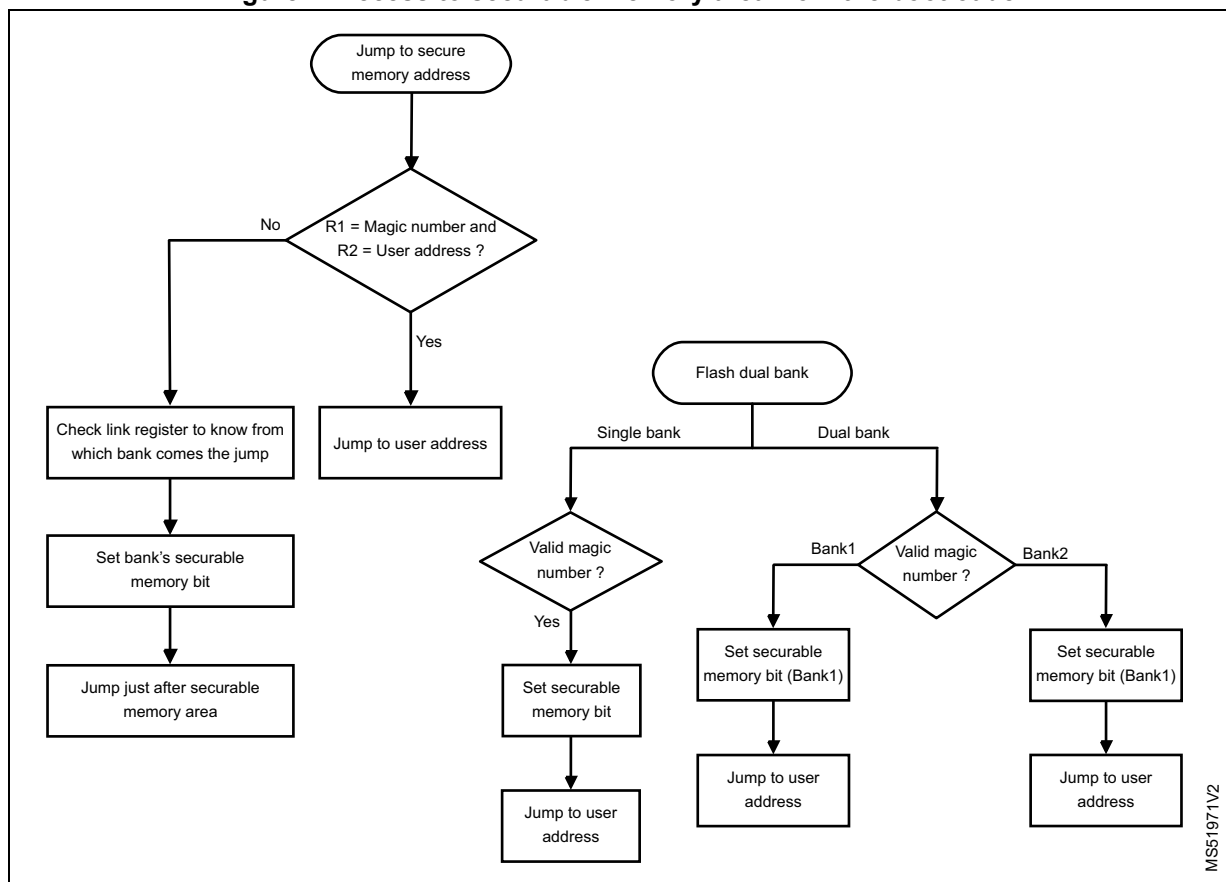 Jump to secure
memory address
No
R1 = Magic number and
R2 = User address ?
Yes
Check link register to know from
which bank comes the jump
Jump to user address
Set bank's securable
memory bit
Jump just after securable
memory area
Flash dual bank
Single bank
Dual bank
Valid magic
number ?
Yes
Set securable
memory bit
Jump to user
address
Bank1
Valid magic
number ?
Bank2
Set securable
memory bit (Bank1)
Jump to user
address
Set securable
memory bit (Bank1)
Jump to user
address
MS51971V2